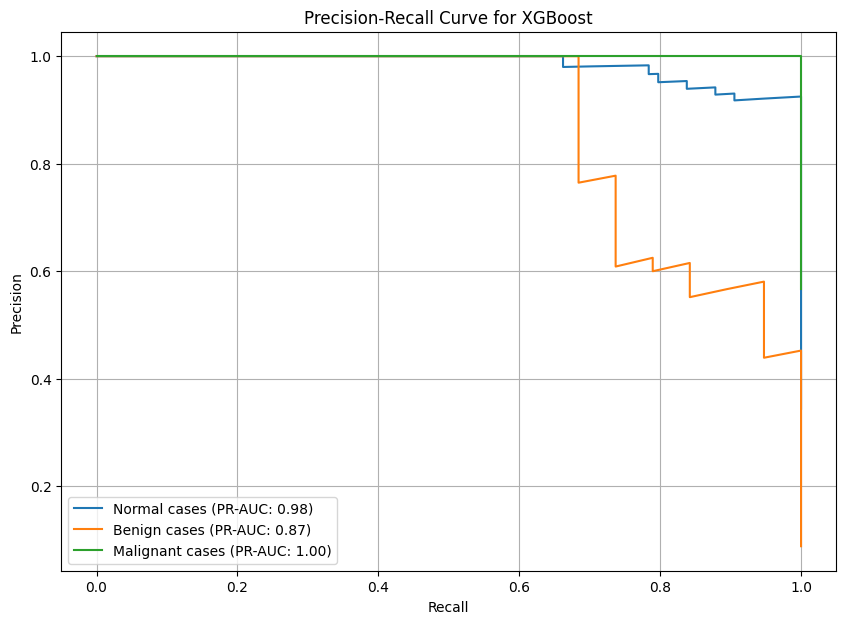 Precision-Recall Curve for XGBoost
Precision
1.0
0.8
0.6
0.4
0.2
Normal cases (PR-AUC: 0.98)
Benign cases (PR-AUC: 0.87)
Malignant cases (PR-AUC: 1.00)
0.0 0.2 0.4 0.6 0.8 1.0
Recall